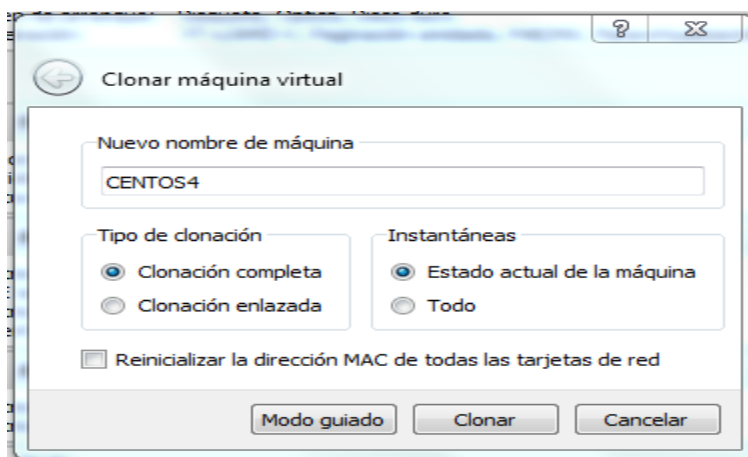 Clonar máquina virtual
Nuevo nombre de máquina
CENTOS4
Tipo de clonación
Clonación completa
Clonación enlazada
Instantáneas
Estado actual de la máquina
Todo
Reinicializar la dirección MAC de todas las tarjetas de red
Modo guiado
Clonar
Cancelar